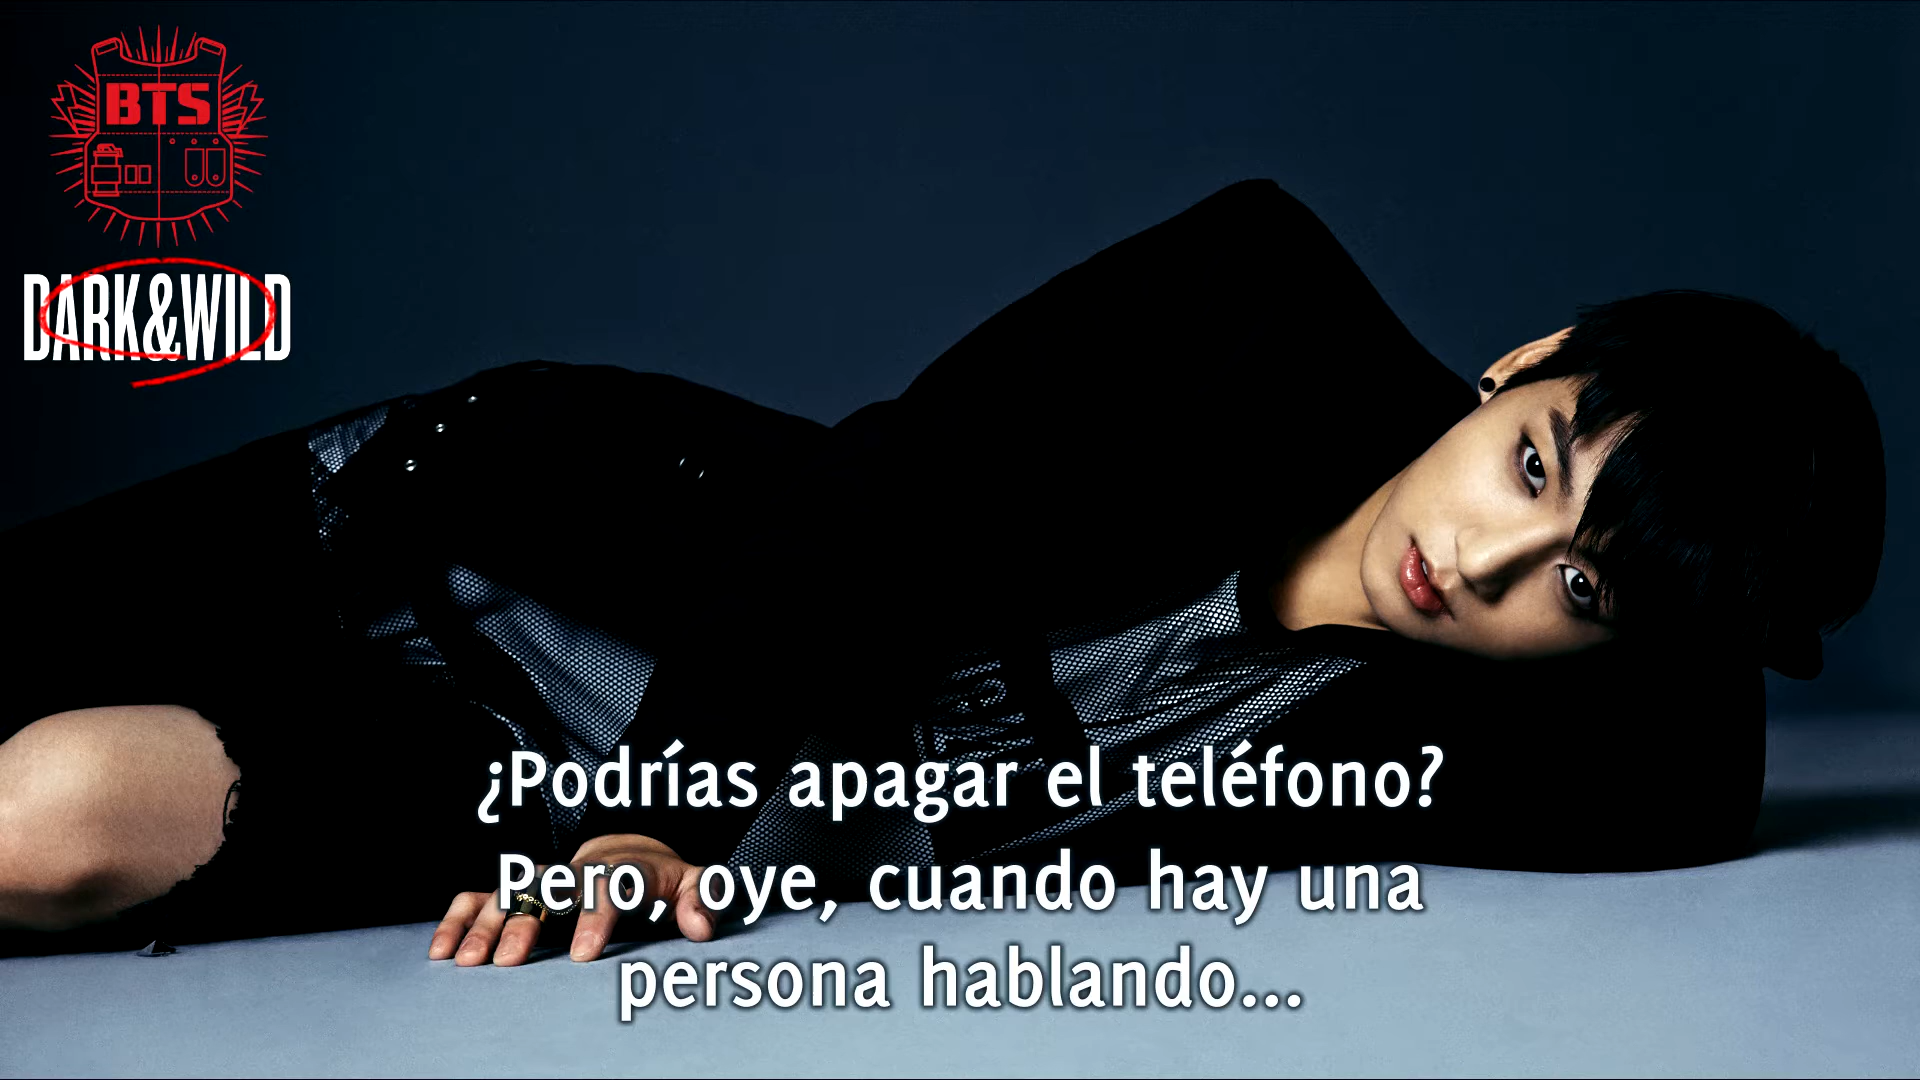 BTS
DARK&WILD
¿Podrías apagar el teléfono?
Pero, oye, cuando hay una
persona hablando...